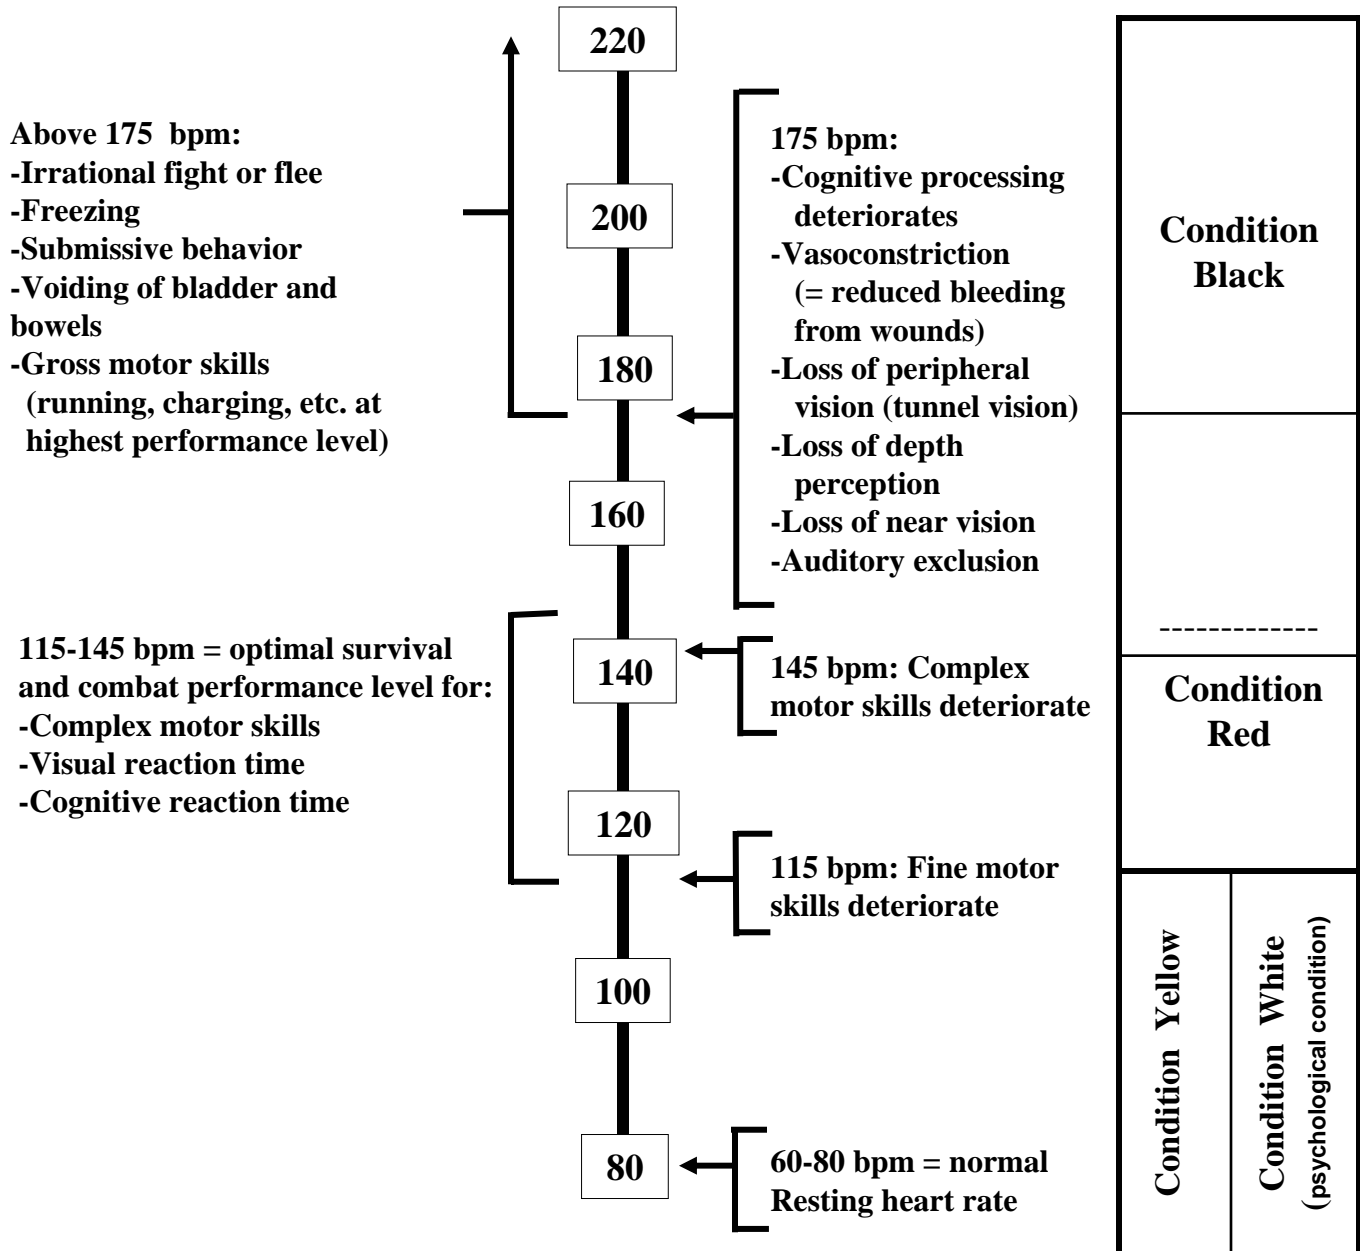 220
200
180
160
140
120
100
80
Above 175 bpm:
-Irrational fight or flee
-Freezing
-Submissive behavior
-Voiding of bladder and
bowels
-Gross motor skills
(running, charging, etc. at
highest performance level)
115-145 bpm = optimal survival
and combat performance level for:
-Complex motor skills
-Visual reaction time
-Cognitive reaction time
175 bpm:
-Cognitive processing
deteriorates
-Vasoconstriction
(= reduced bleeding
from wounds)
-Loss of peripheral
vision (tunnel vision)
-Loss of depth
perception
-Loss of near vision
-Auditory exclusion
145 bpm: Complex
motor skills deteriorate
115 bpm: Fine motor
skills deteriorate
60-80 bpm = normal
Resting heart rate
Condition
Black
-------------
Condition
Red
Condition Yellow
Condition White
(psychological condition)